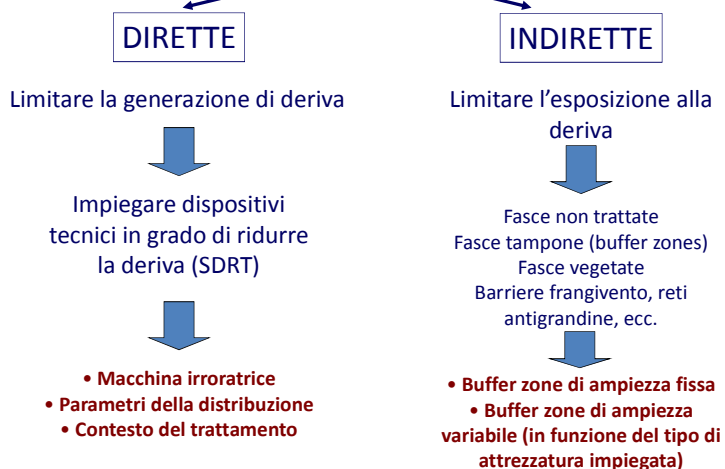 DIRETTE
Limitare la generazione di deriva
Impiegare dispositivi
tecnici in grado di ridurre
la deriva (SDRT)
• Macchina irroratrice
• Parametri della distribuzione
• Contesto del trattamento
INDIRETTE
Limitare l'esposizione alla
deriva
Fasce non trattate
Fasce tampone (buffer zones)
Fasce vegetate
Barriere frangivento, reti
antigrandine, ecc.
• Buffer zone di ampiezza fissa
• Buffer zone di ampiezza
variabile (in funzione del tipo di
attrezzatura impiegata)